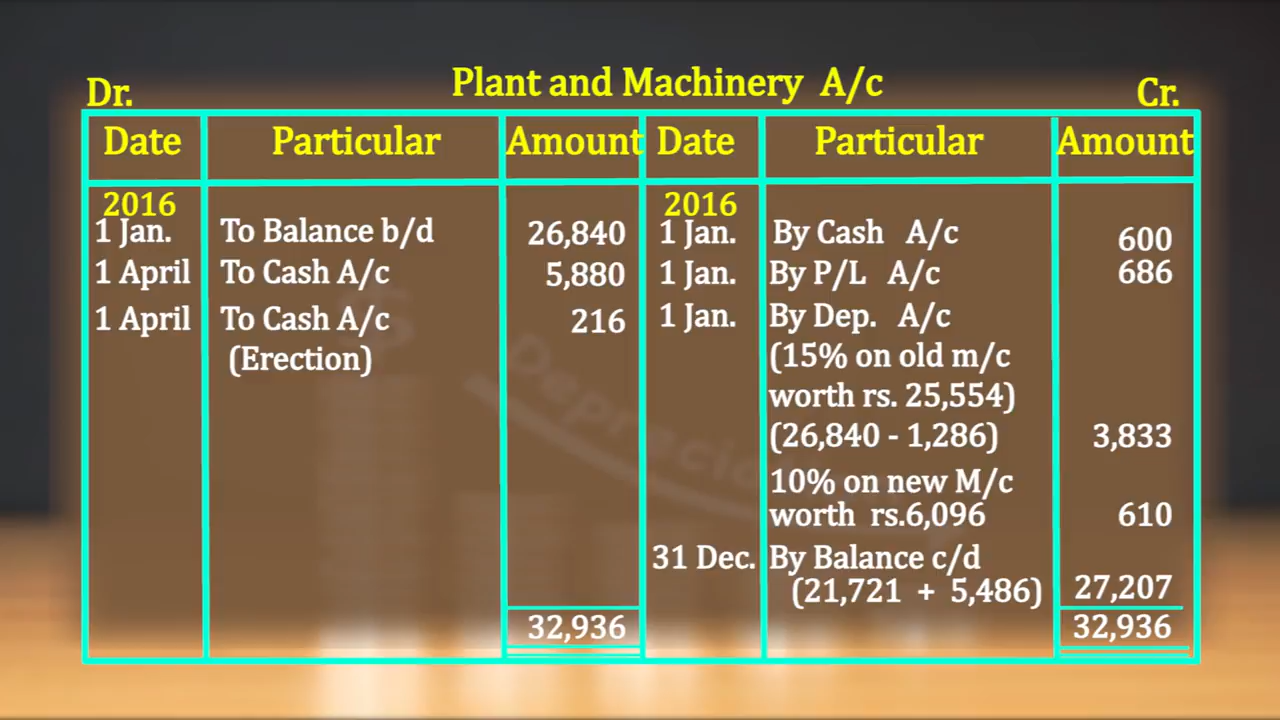 Plant and Machinery A/c
Dr. Cr.
Date Particular Amount Date Particular Amount
2016 2016
1 Jan. To Balance b/d 26,840 1 Jan. By Cash A/c 600
1 April To Cash A/c 5,880 1 Jan. By P/L A/c 686
1 April To Cash A/c 216 1 Jan. By Dep. A/c
(Erection) (15% on old m/c
worth rs. 25,554)
(26,840 - 1,286) 3,833
10% on new M/c
worth rs.6,096 610
31 Dec. By Balance c/d
(21,721 + 5,486) 27,207
32,936 32,936